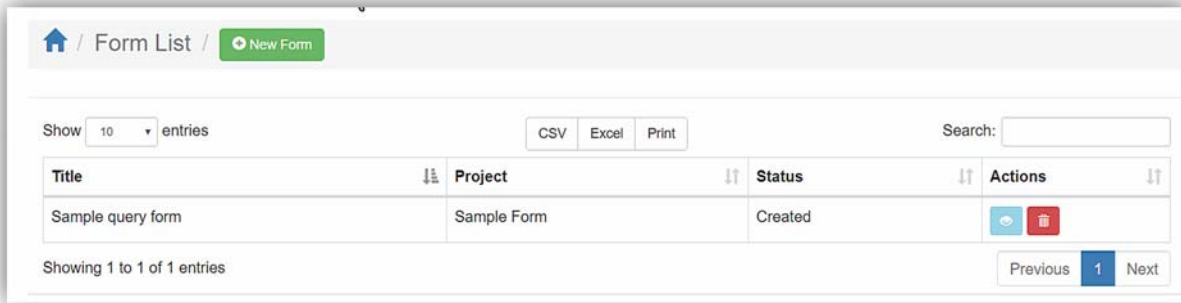 / Form List / New Form
Show 10 entries CSV Excel Print Search:
Title Project Status Actions
Sample query form Sample Form Created
Showing 1 to 1 of 1 entries Previous 1 Next